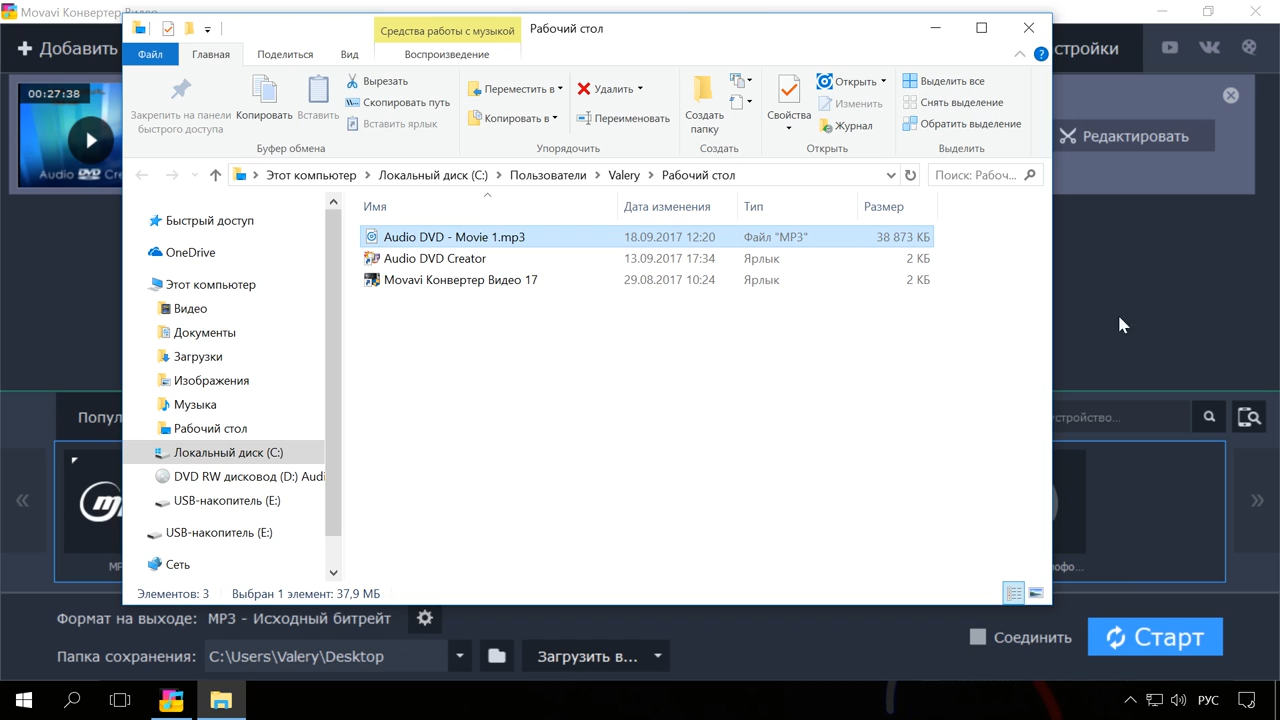 Movavi Конвертер Видео
Средства работы с музыкой
Рабочий стол
Файл
Главная
Поделиться
Вид
Воспроизведение
+ Добавить
стройки
Закрепить на панели
быстрого доступа
Копировать
Вставить
Вырезать
Скопировать путь
Вставить ярлык
Буфер обмена
Переместить в
Копировать в
Удалить
Переименовать
Упорядочить
Создать
папку
Создать
Свойства
Открыть
Изменить
Журнал
Открыть
Выделить все
Снять выделение
Обратить выделение
Выделить
00:27:38
Audio DVD Cre
Редактировать
Этот компьютер > Локальный диск (C:) > Пользователи > Valery > Рабочий стол
Поиск: Рабоч...
Имя
Дата изменения
Тип
Размер
Audio DVD - Movie 1.mp3 18.09.2017 12:20 Файл "MP3" 38 873 КБ
Audio DVD Creator 13.09.2017 17:34 Ярлык 2 КБ
Movavi Конвертер Видео 17 29.08.2017 10:24 Ярлык 2 КБ
Быстрый доступ
OneDrive
Этот компьютер
Видео
Документы
Загрузки
Изображения
Музыка
Рабочий стол
Локальный диск (C:)
DVD RW дисковод (D:) Audi
USB-накопитель (E:)
USB-накопитель (E:)
Сеть
Элементов: 3
Выбран 1 элемент: 37,9 МБ
Попул
устройство...
MP
офо...
Формат на выходе: MP3 - Исходный битрейт
Папка сохранения: C:\Users\Valery\Desktop
Загрузить в...
Соединить
Старт
РУС